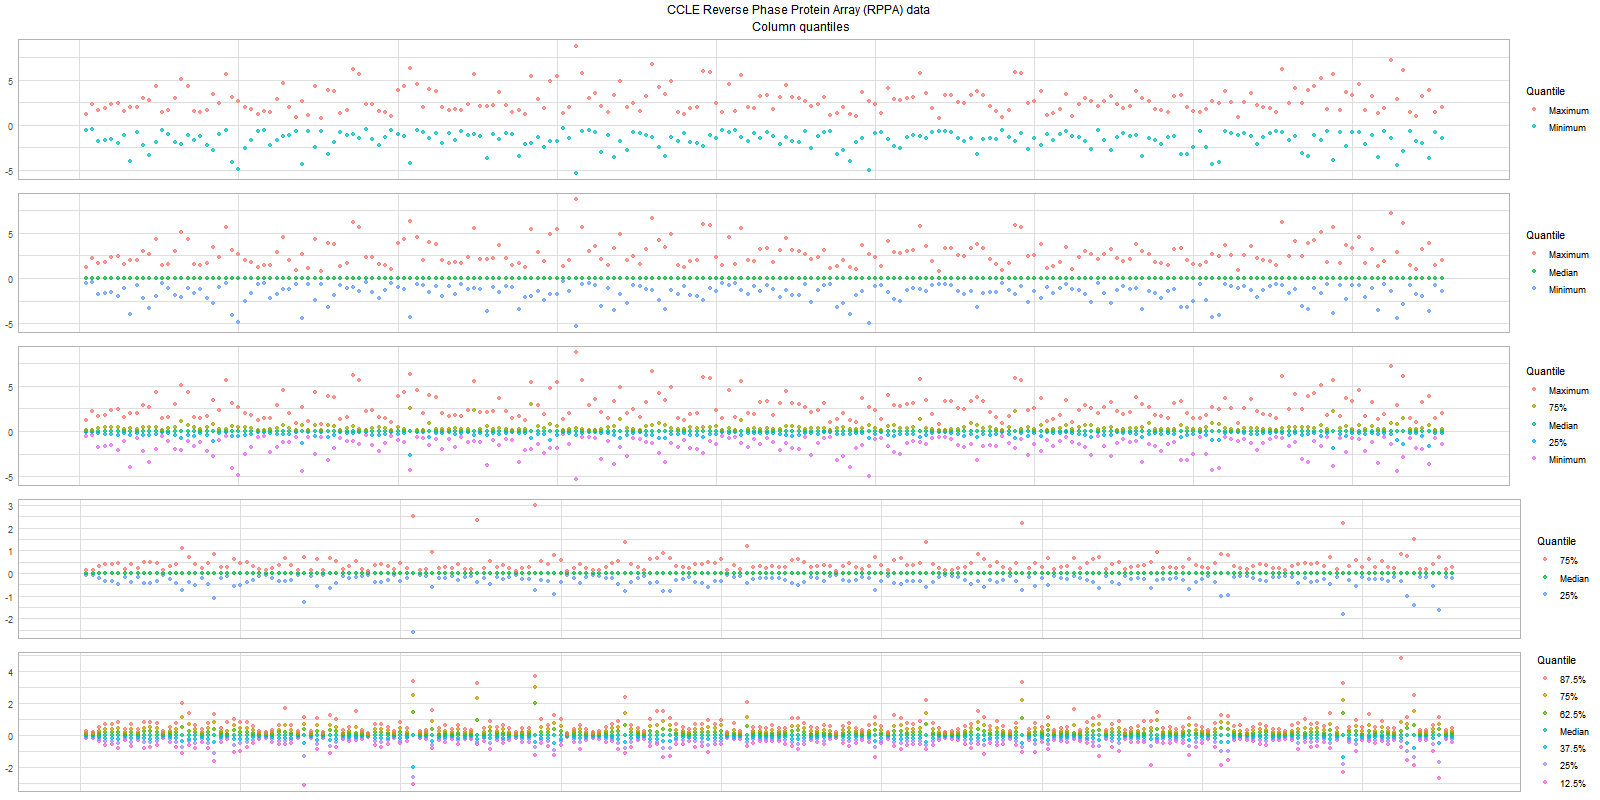 CCLE Reverse Phase Protein Array (RPPA) data
Column quantiles
5
0
-5
Quantile
Maximum
Minimum
5
0
-5
Quantile
Maximum
Median
Minimum
5
0
-5
Quantile
Maximum
75%
Median
25%
Minimum
3
2
1
0
-1
-2
Quantile
75%
Median
25%
4
2
0
-2
Quantile
87.5%
75%
62.5%
Median
37.5%
25%
12.5%